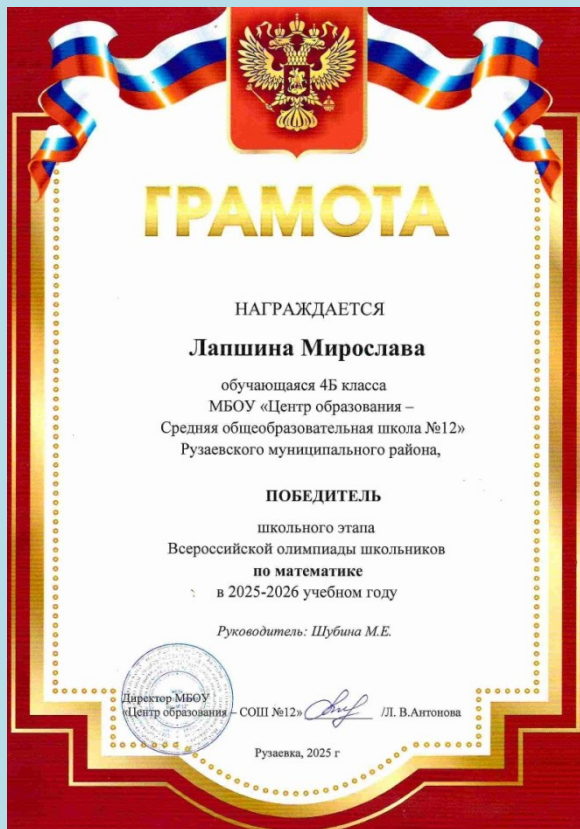 ГРАМОТА
НАГРАЖДАЕТСЯ
Лапшина Мирослава
обучающаяся 4Б класса
МБОУ «Центр образования –
Средняя общеобразовательная школа №12»
Рузаевского муниципального района,
ПОБЕДИТЕЛЬ
школьного этапа
Всероссийской олимпиады школьников
по математике
в 2025-2026 учебном году
Руководитель: Шубина М.Е.
Директор МБОУ
«Центр образования – СОШ №12» /Л. В.Антонова
Рузаевка, 2025 г